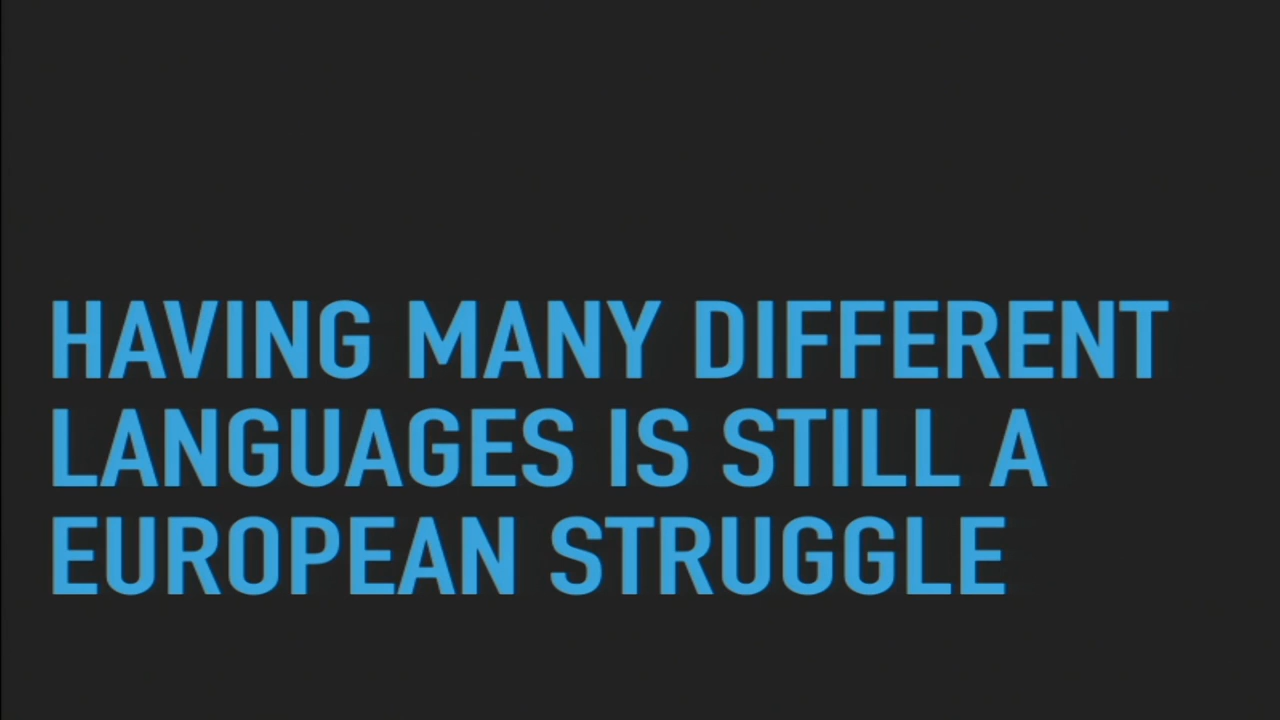 HAVING MANY DIFFERENT
LANGUAGES IS STILL A
EUROPEAN STRUGGLE